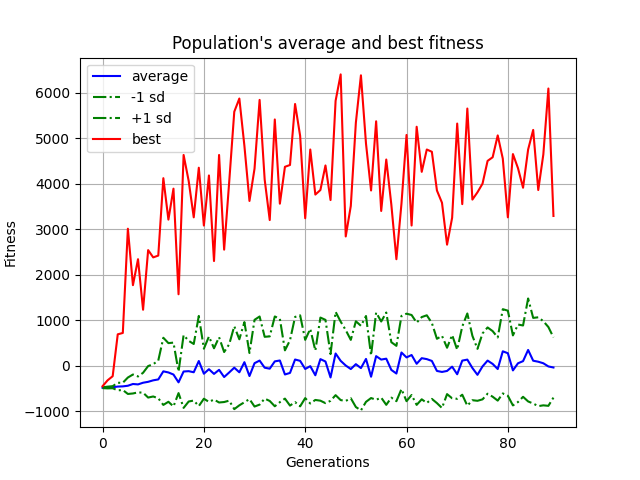 Population's average and best fitness
average
-1 sd
+1 sd
best
Fitness
6000
5000
4000
3000
2000
1000
0
−1000
0 20 40 60 80
Generations